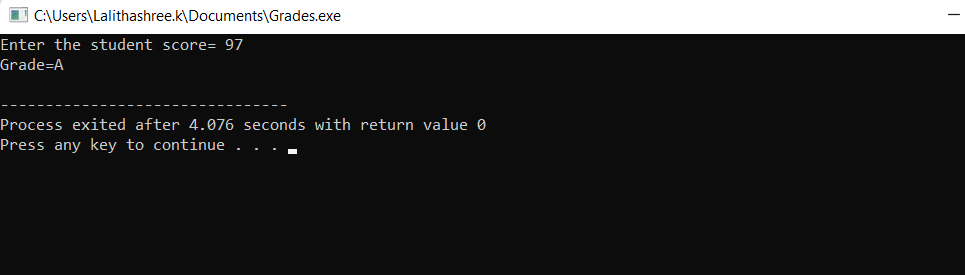 C:\Users\Lalithashree.k\Documents\Grades.exe
Enter the student score= 97
Grade=A
--------------------------------
Process exited after 4.076 seconds with return value 0
Press any key to continue . . .